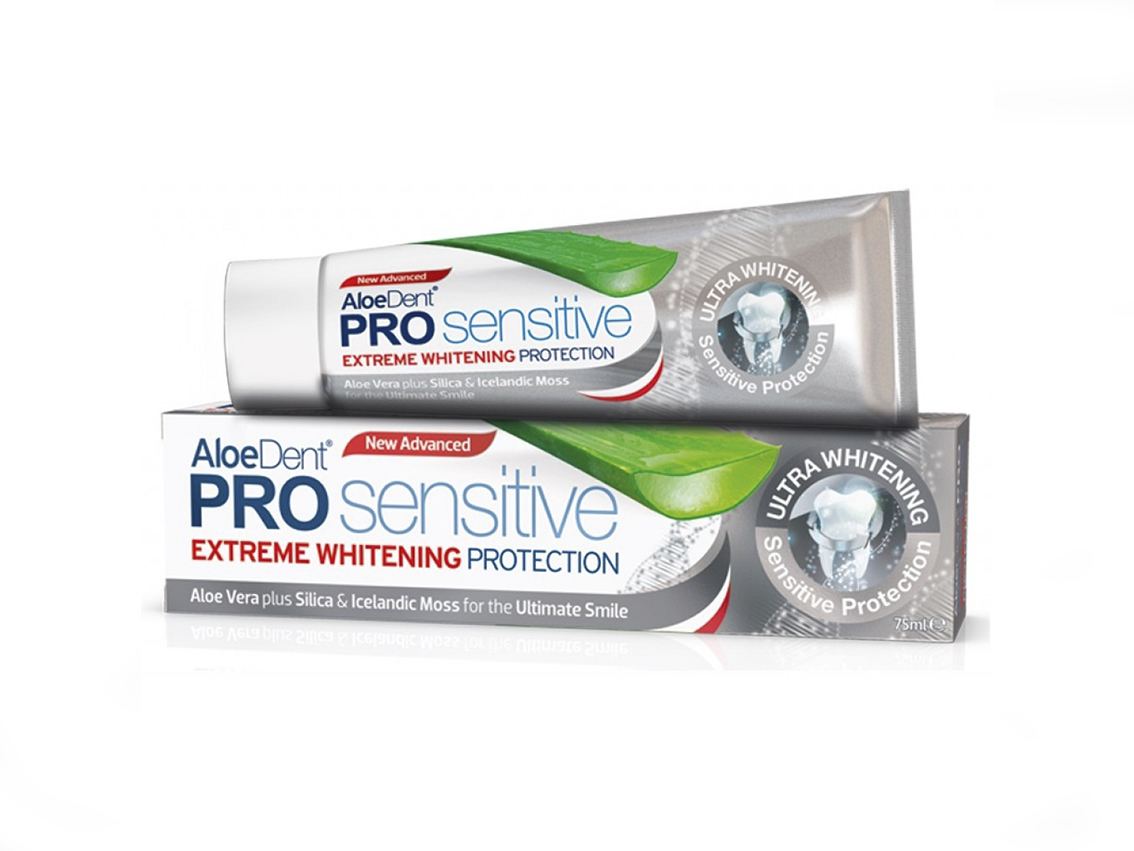 New Advanced
AloeDent®
PRO sensitive
EXTREME WHITENING PROTECTION
Aloe Vera plus Silica & Icelandic Moss
for the Ultimate Smile
ULTRA WHITENING
Sensitive Protection
AloeDent®
New Advanced
PRO sensitive
EXTREME WHITENING PROTECTION
Aloe Vera plus Silica & Icelandic Moss for the Ultimate Smile
ULTRA WHITENING
Sensitive Protection
75ml ℮